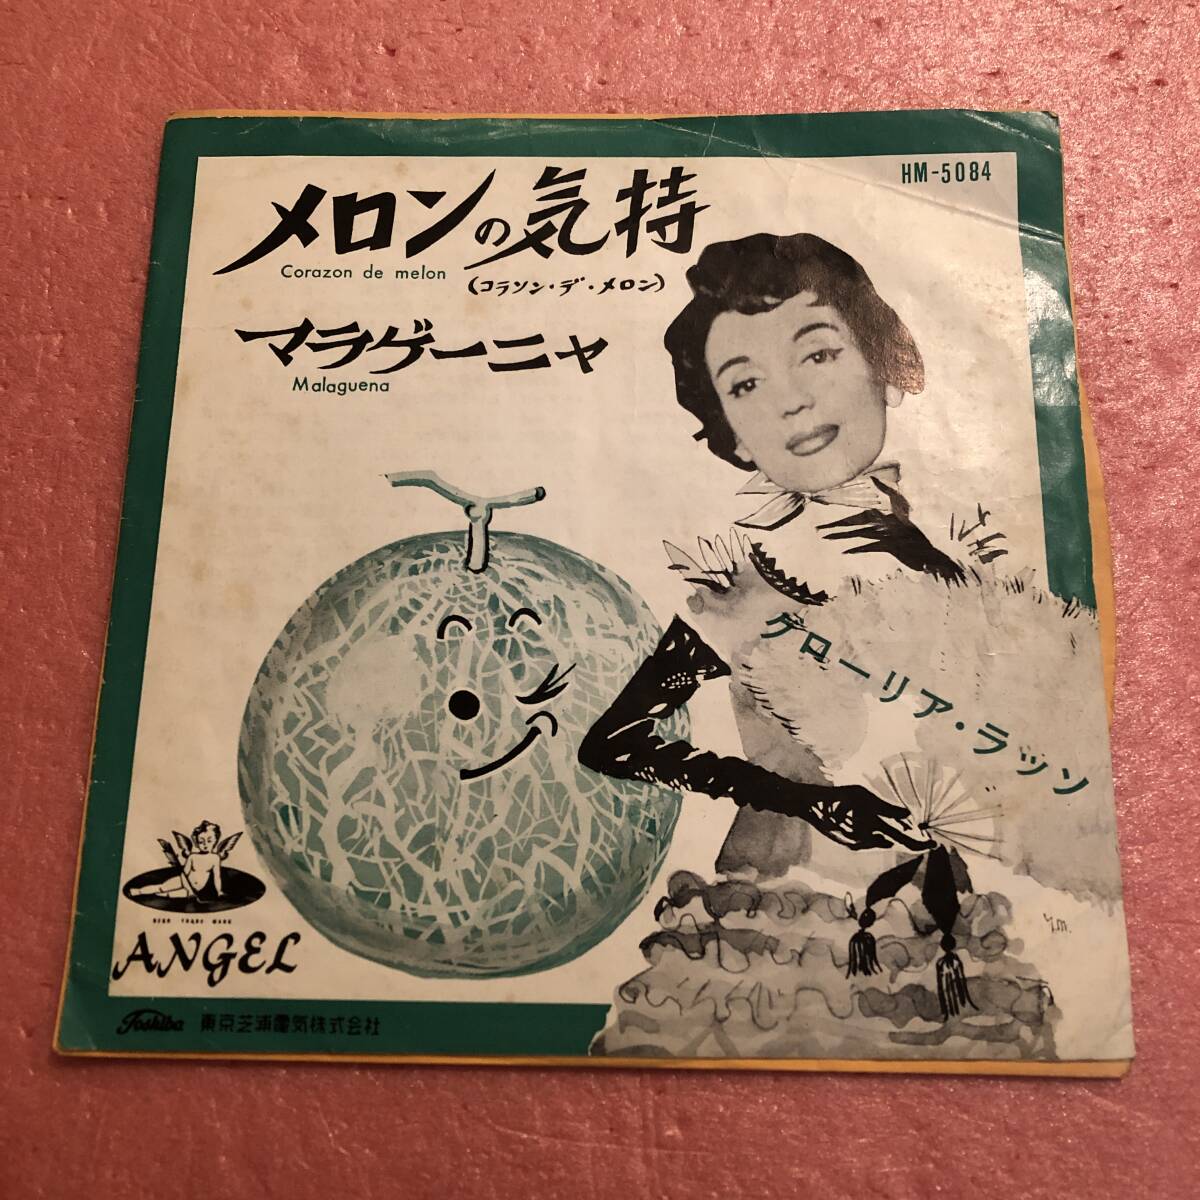 HM-5084
メロンの気持
Corazon de melon
(コラソン・デ・メロン)
マラゲーニャ
Malaguena
グローリア・ラッソ
Y.M.
ANGEL
Toshiba 東京芝浦電気株式会社